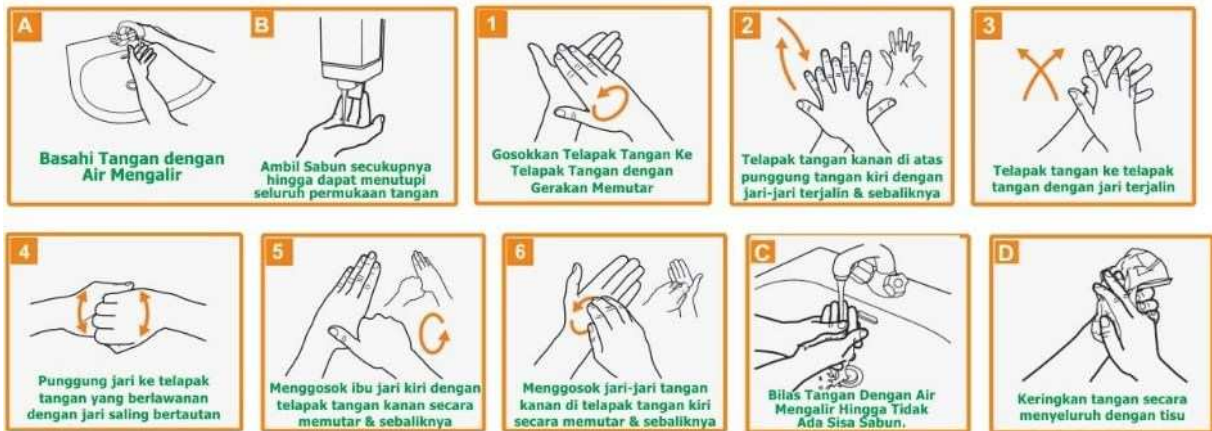 A
Basahi Tangan dengan
Air Mengalir
B
Ambil Sabun secukupnya
hingga dapat menutupi
seluruh permukaan tangan
1
Gosokkan Telapak Tangan Ke
Telapak Tangan dengan
Gerakan Memutar
2
Telapak tangan kanan di atas
punggung tangan kiri dengan
jari-jari terjalin & sebaliknya
3
Telapak tangan ke telapak
tangan dengan jari terjalin
4
Punggung jari ke telapak
tangan yang berlawanan
dengan jari saling bertautan
5
Menggosok ibu jari kiri dengan
telapak tangan kanan secara
memutar & sebaliknya
6
Menggosok jari-jari tangan
kanan di telapak tangan kiri
secara memutar & sebaliknya
C
Bilas Tangan Dengan Air
Mengalir Hingga Tidak
Ada Sisa Sabun.
D
Keringkan tangan secara
menyeluruh dengan tisu